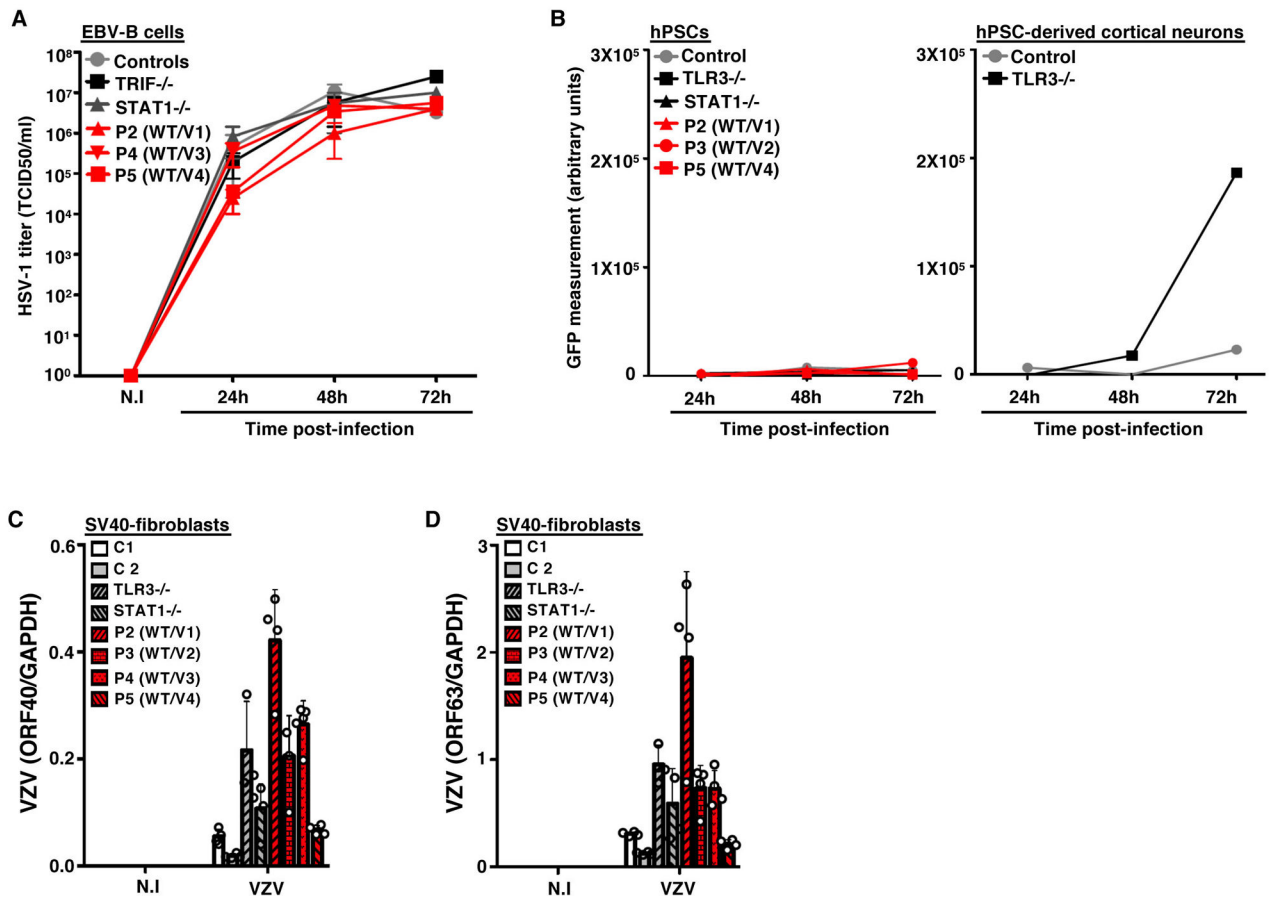 A
EBV-B cells
HSV-1 titer (TCID50/ml)
10⁸
10⁷
10⁶
10⁵
10⁴
10³
10²
10¹
10⁰
Controls
TRIF-/-
STAT1-/-
P2 (WT/V1)
P4 (WT/V3)
P5 (WT/V4)
N.I
24h
48h
72h
Time post-infection
B
hPSCs
GFP measurement (arbitrary units)
3X10⁵
2X10⁵
1X10⁵
0
Control
TLR3-/-
STAT1-/-
P2 (WT/V1)
P3 (WT/V2)
P5 (WT/V4)
24h
48h
72h
Time post-infection
hPSC-derived cortical neurons
3X10⁵
2X10⁵
1X10⁵
0
Control
TLR3-/-
24h
48h
72h
Time post-infection
C
SV40-fibroblasts
VZV (ORF40/GAPDH)
0.6
0.4
0.2
0.0
C1
C 2
TLR3-/-
STAT1-/-
P2 (WT/V1)
P3 (WT/V2)
P4 (WT/V3)
P5 (WT/V4)
N.I
VZV
D
SV40-fibroblasts
VZV (ORF63/GAPDH)
3
2
1
0
C1
C 2
TLR3-/-
STAT1-/-
P2 (WT/V1)
P3 (WT/V2)
P4 (WT/V3)
P5 (WT/V4)
N.I
VZV